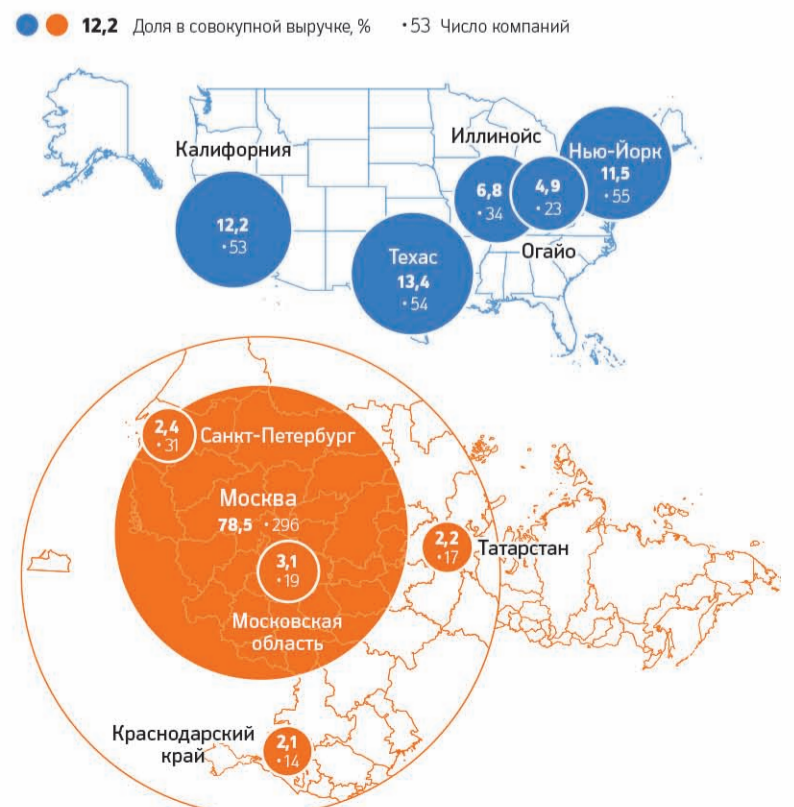 12,2 Доля в совокупной выручке, % •53 Число компаний
Калифорния
12,2
•53
Техас
13,4
•54
Иллинойс
6,8
•34
4,9
•23
Огайо
Нью-Йорк
11,5
•55
2,4
•31
Санкт-Петербург
Москва
78,5 •296
3,1
•19
Московская
область
2,2
•17
Татарстан
Краснодарский
край
2,1
•14